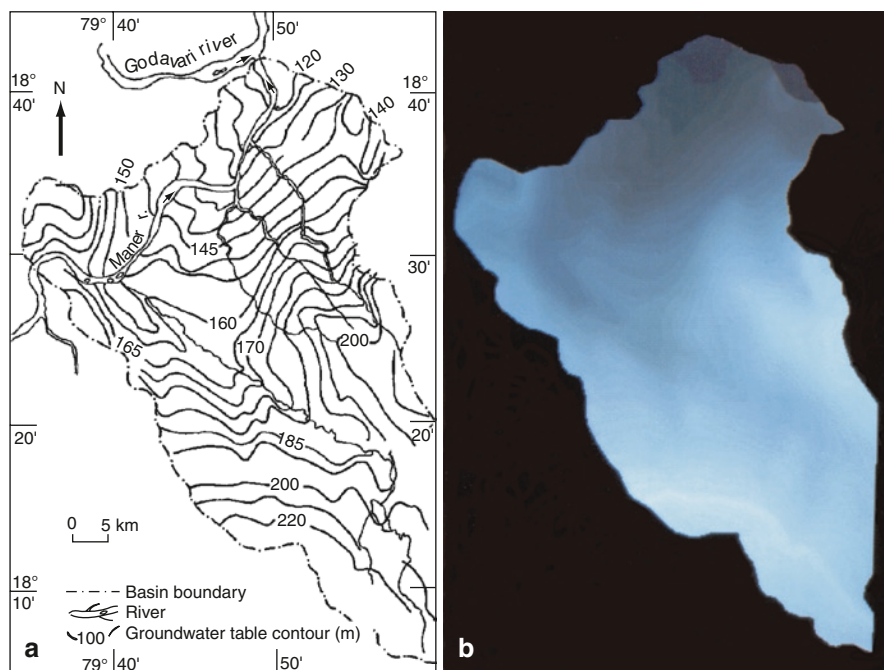 79° 40' 50'
Godavari river
18° 40'
N
120
130
140
18° 40'
150
Maner r.
145
30'
160
165
170
200
20'
20'
185
200
220
0 5 km
18° 10'
Basin boundary
River
100 Groundwater table contour (m)
79° 40' 50'
a
b